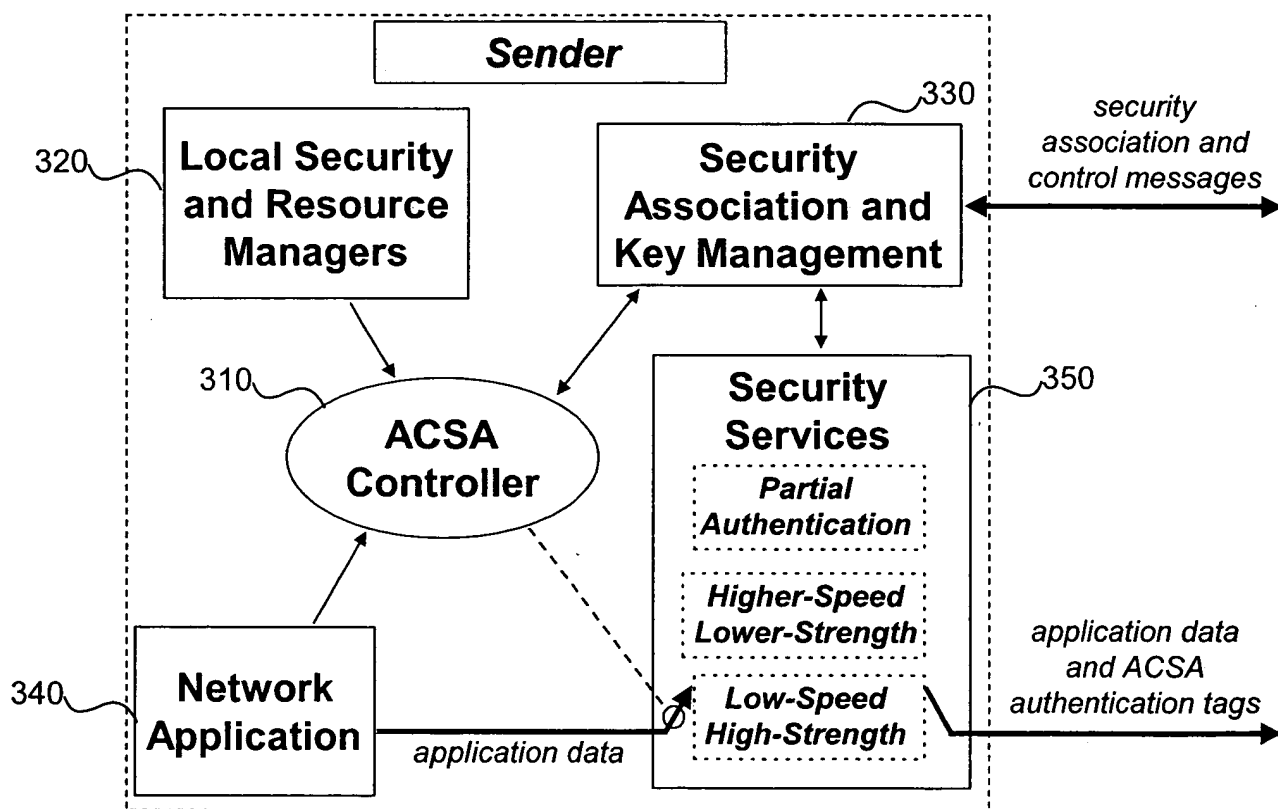 Sender
330
security
association and
control messages
320
Local Security
and Resource
Managers
Security
Association and
Key Management
310
ACSA
Controller
350
Security
Services
Partial
Authentication
Higher-Speed
Lower-Strength
Low-Speed
High-Strength
340
Network
Application
application data
application data
and ACSA
authentication tags